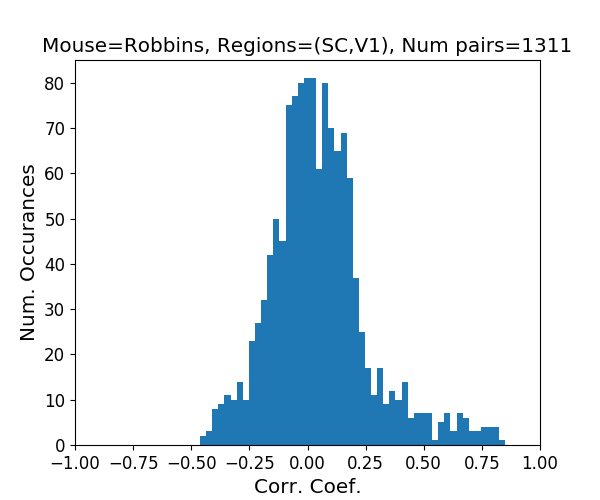 Mouse=Robbins, Regions=(SC,V1), Num pairs=1311
80
70
60
50
40
30
20
10
0
Num. Occurances
−1.00 −0.75 −0.50 −0.25 0.00 0.25 0.50 0.75 1.00
Corr. Coef.